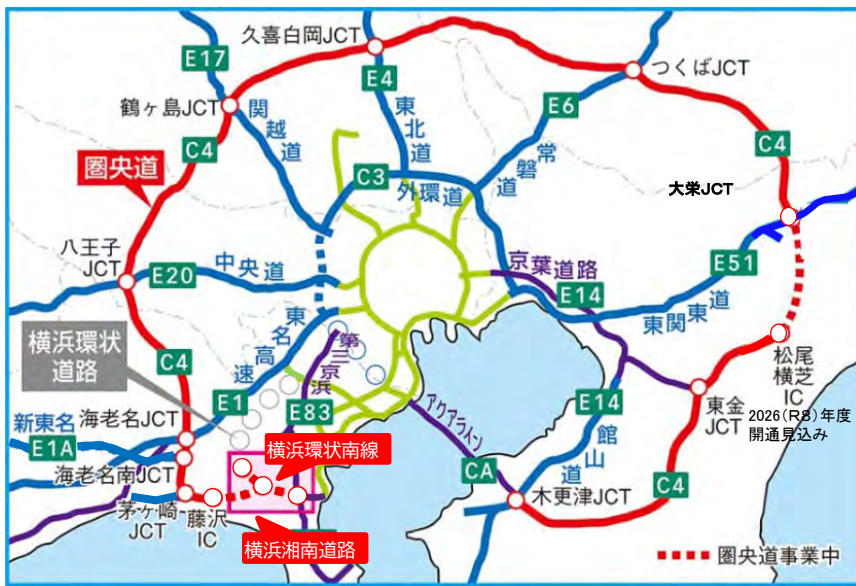 久喜白岡JCT
E17
E4
つくばJCT
鶴ヶ島JCT
関越道
東北道
E6
常磐道
C4
C4
圏央道
C3
外環道
大栄JCT
八王子
JCT
E20
中央道
京葉道路
E51
E14
東関東道
横浜環状
道路
東名高速
第三京浜
C4
松尾
横芝
IC
新東名
海老名JCT
E1
E83
アクアライン
E14
館山道
東金
JCT
2026(R8)年度
開通見込み
E1A
海老名南JCT
横浜環状南線
CA
C4
茅ヶ崎
JCT
藤沢
IC
木更津JCT
横浜湘南道路
圏央道事業中